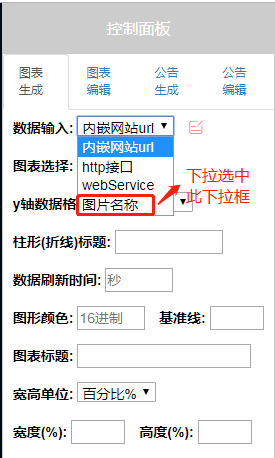 控制面板
图表生成 图表编辑 公告生成 公告编辑
数据输入: 内嵌网站url
内嵌网站url
图表选择: http接口
webService
y轴数据格 图片名称
下拉选中
此下拉框
柱形(折线)标题:
数据刷新时间: 秒
图形颜色: 16进制 基准线:
图表标题:
宽高单位: 百分比%
宽度(%): 高度(%):